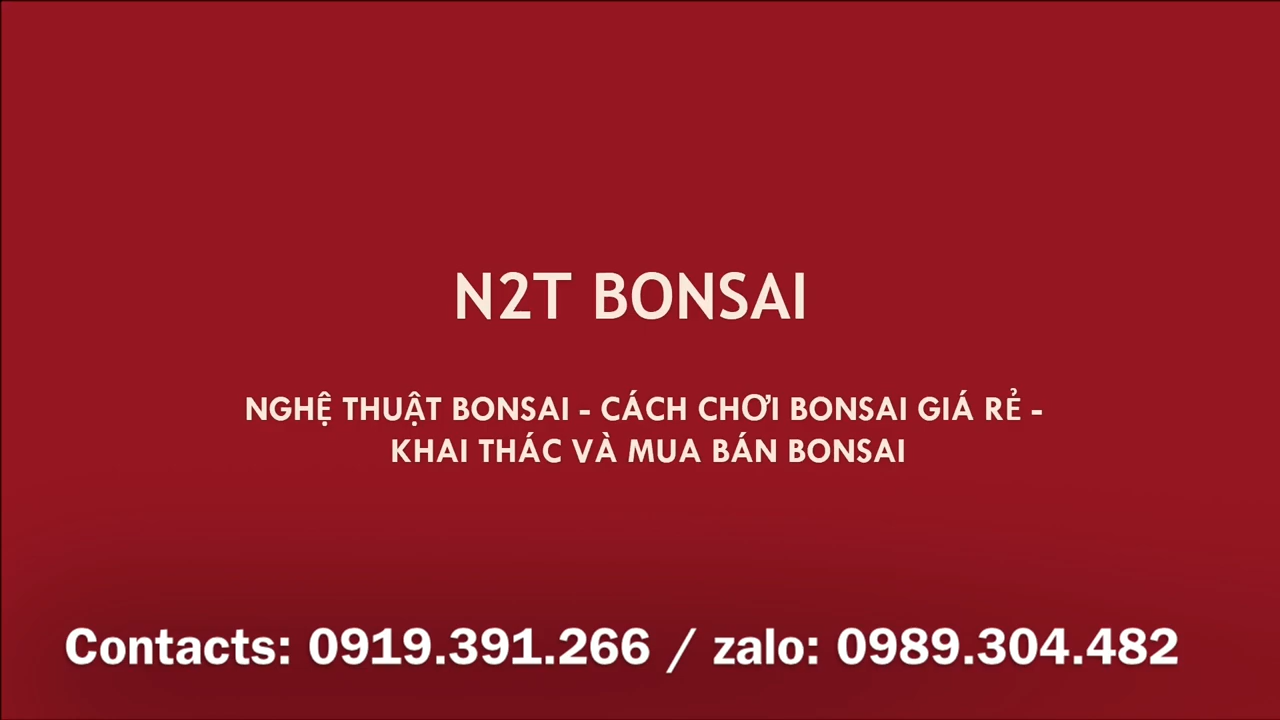 N2T BONSAI
NGHỆ THUẬT BONSAI - CÁCH CHƠI BONSAI GIÁ RẺ -
KHAI THÁC VÀ MUA BÁN BONSAI
Contacts: 0919.391.266 / zalo: 0989.304.482